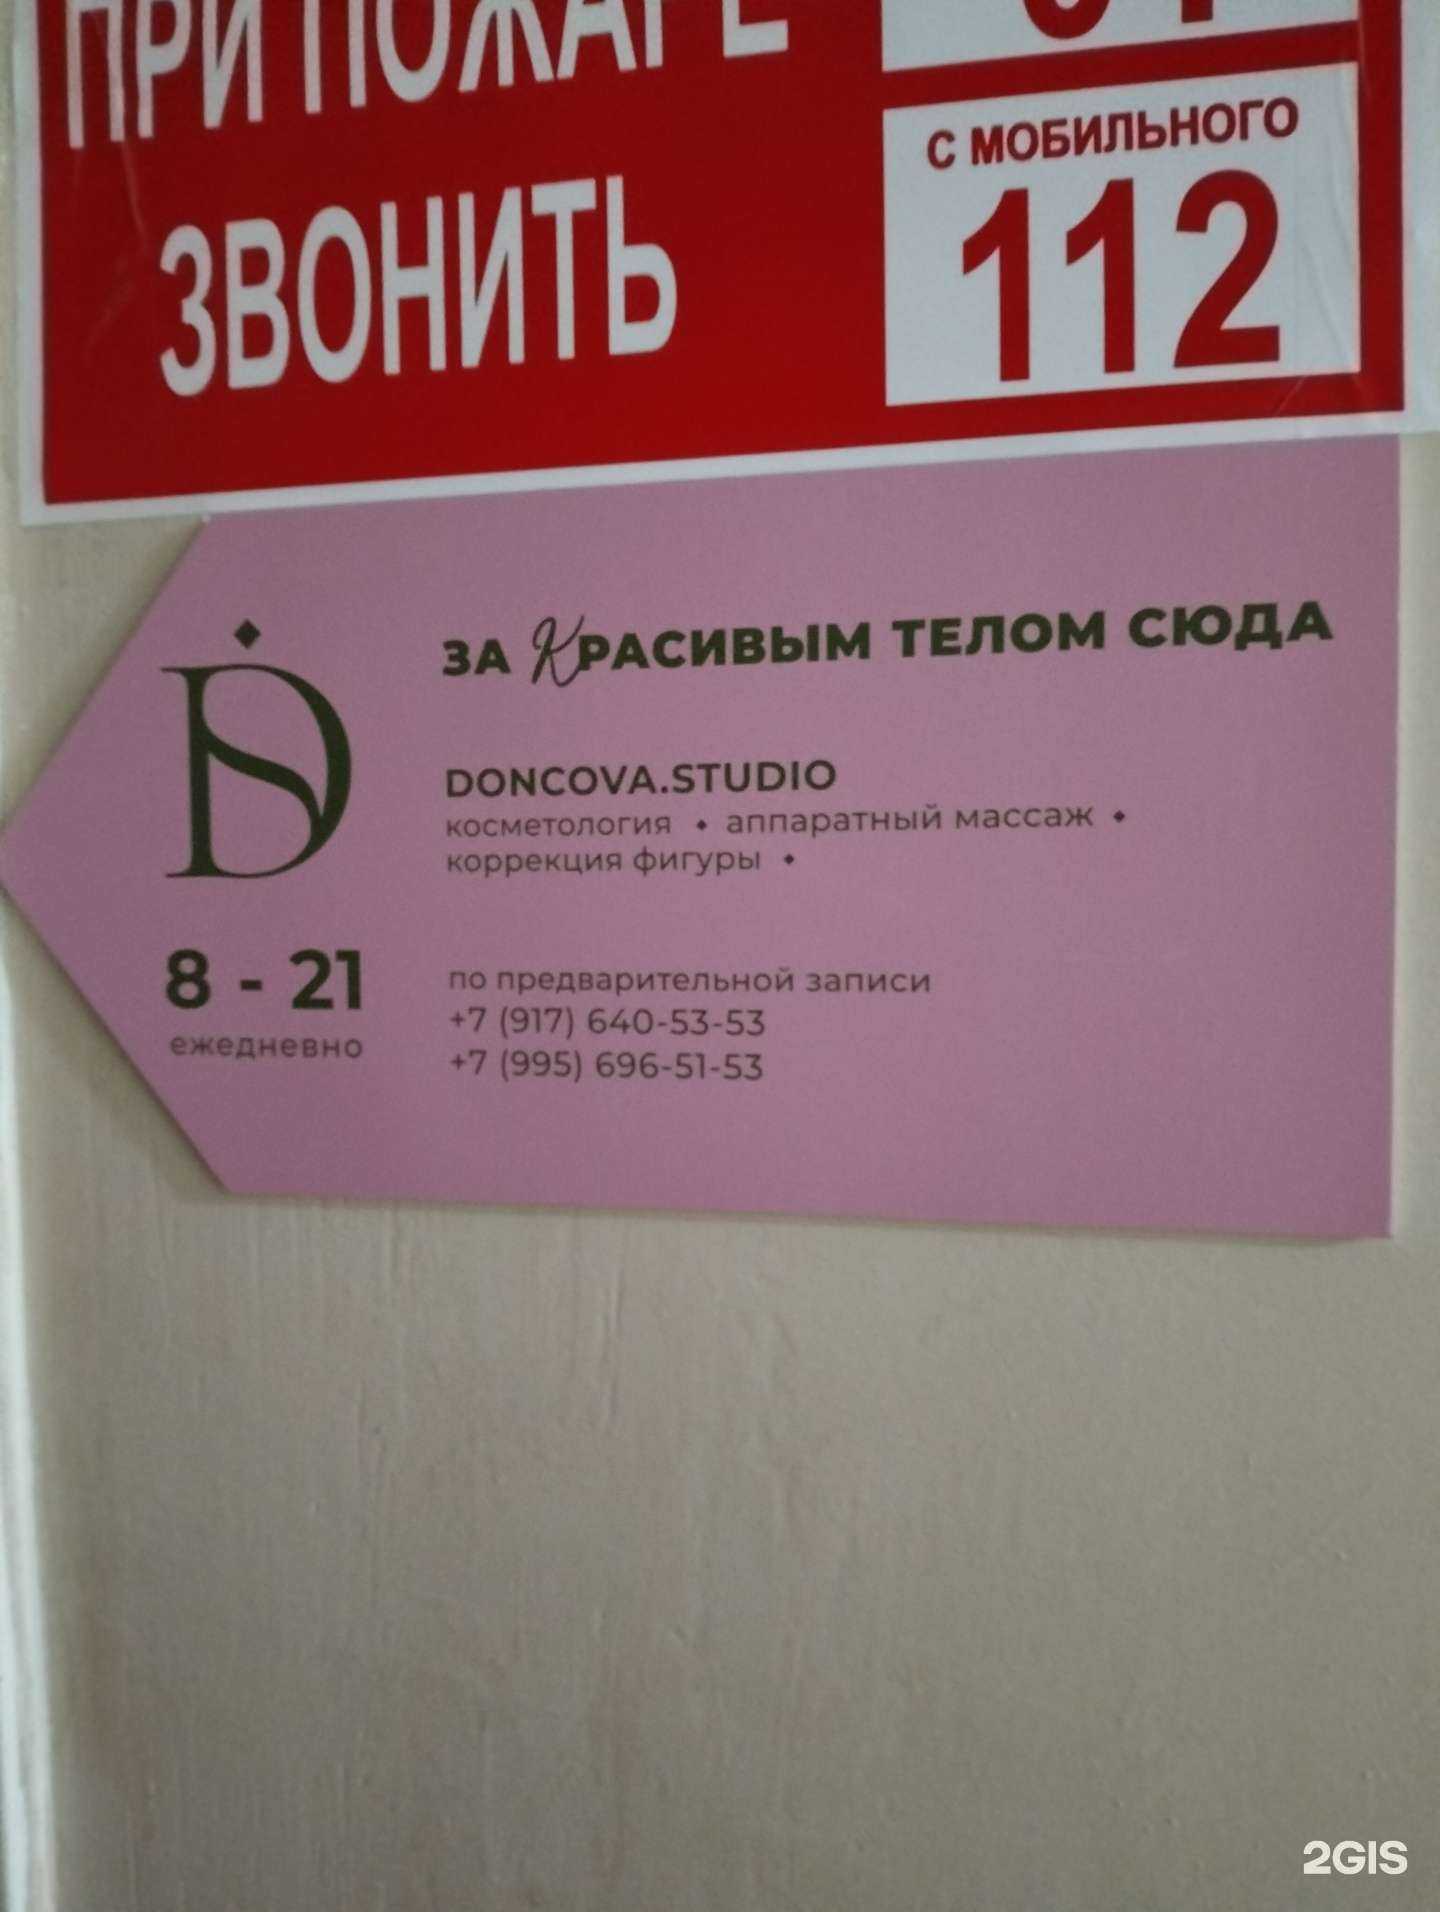 ПРИ ПОЖАРЕ
ЗВОНИТЬ
С МОБИЛЬНОГО
112
ЗА КРАСИВЫМ ТЕЛОМ СЮДА
DS
DONCOVA.STUDIO
косметология • аппаратный массаж •
коррекция фигуры •
8 - 21
ежедневно
по предварительной записи
+7 (917) 640-53-53
+7 (995) 696-51-53
2GIS